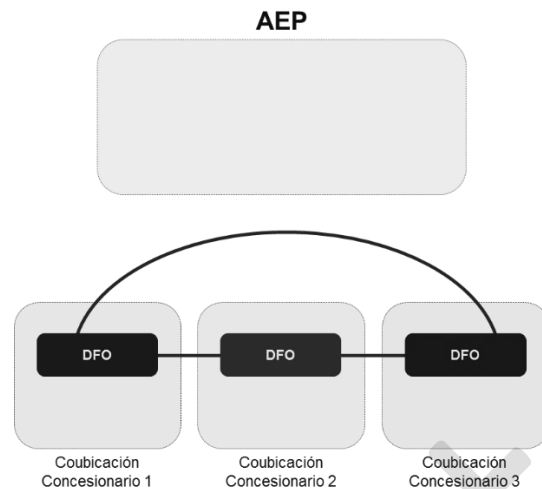 AEP
DFO
DFO
DFO
Coubicación
Concesionario 1
Coubicación
Concesionario 2
Coubicación
Concesionario 3